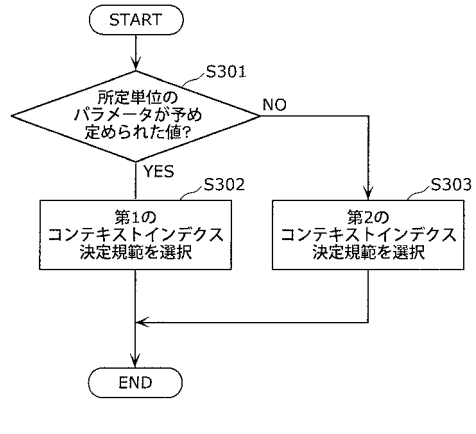 START
S301
所定単位の
パラメータが予め
定められた値?
NO
YES
S302
第1の
コンテキストインデクス
決定規範を選択
S303
第2の
コンテキストインデクス
決定規範を選択
END